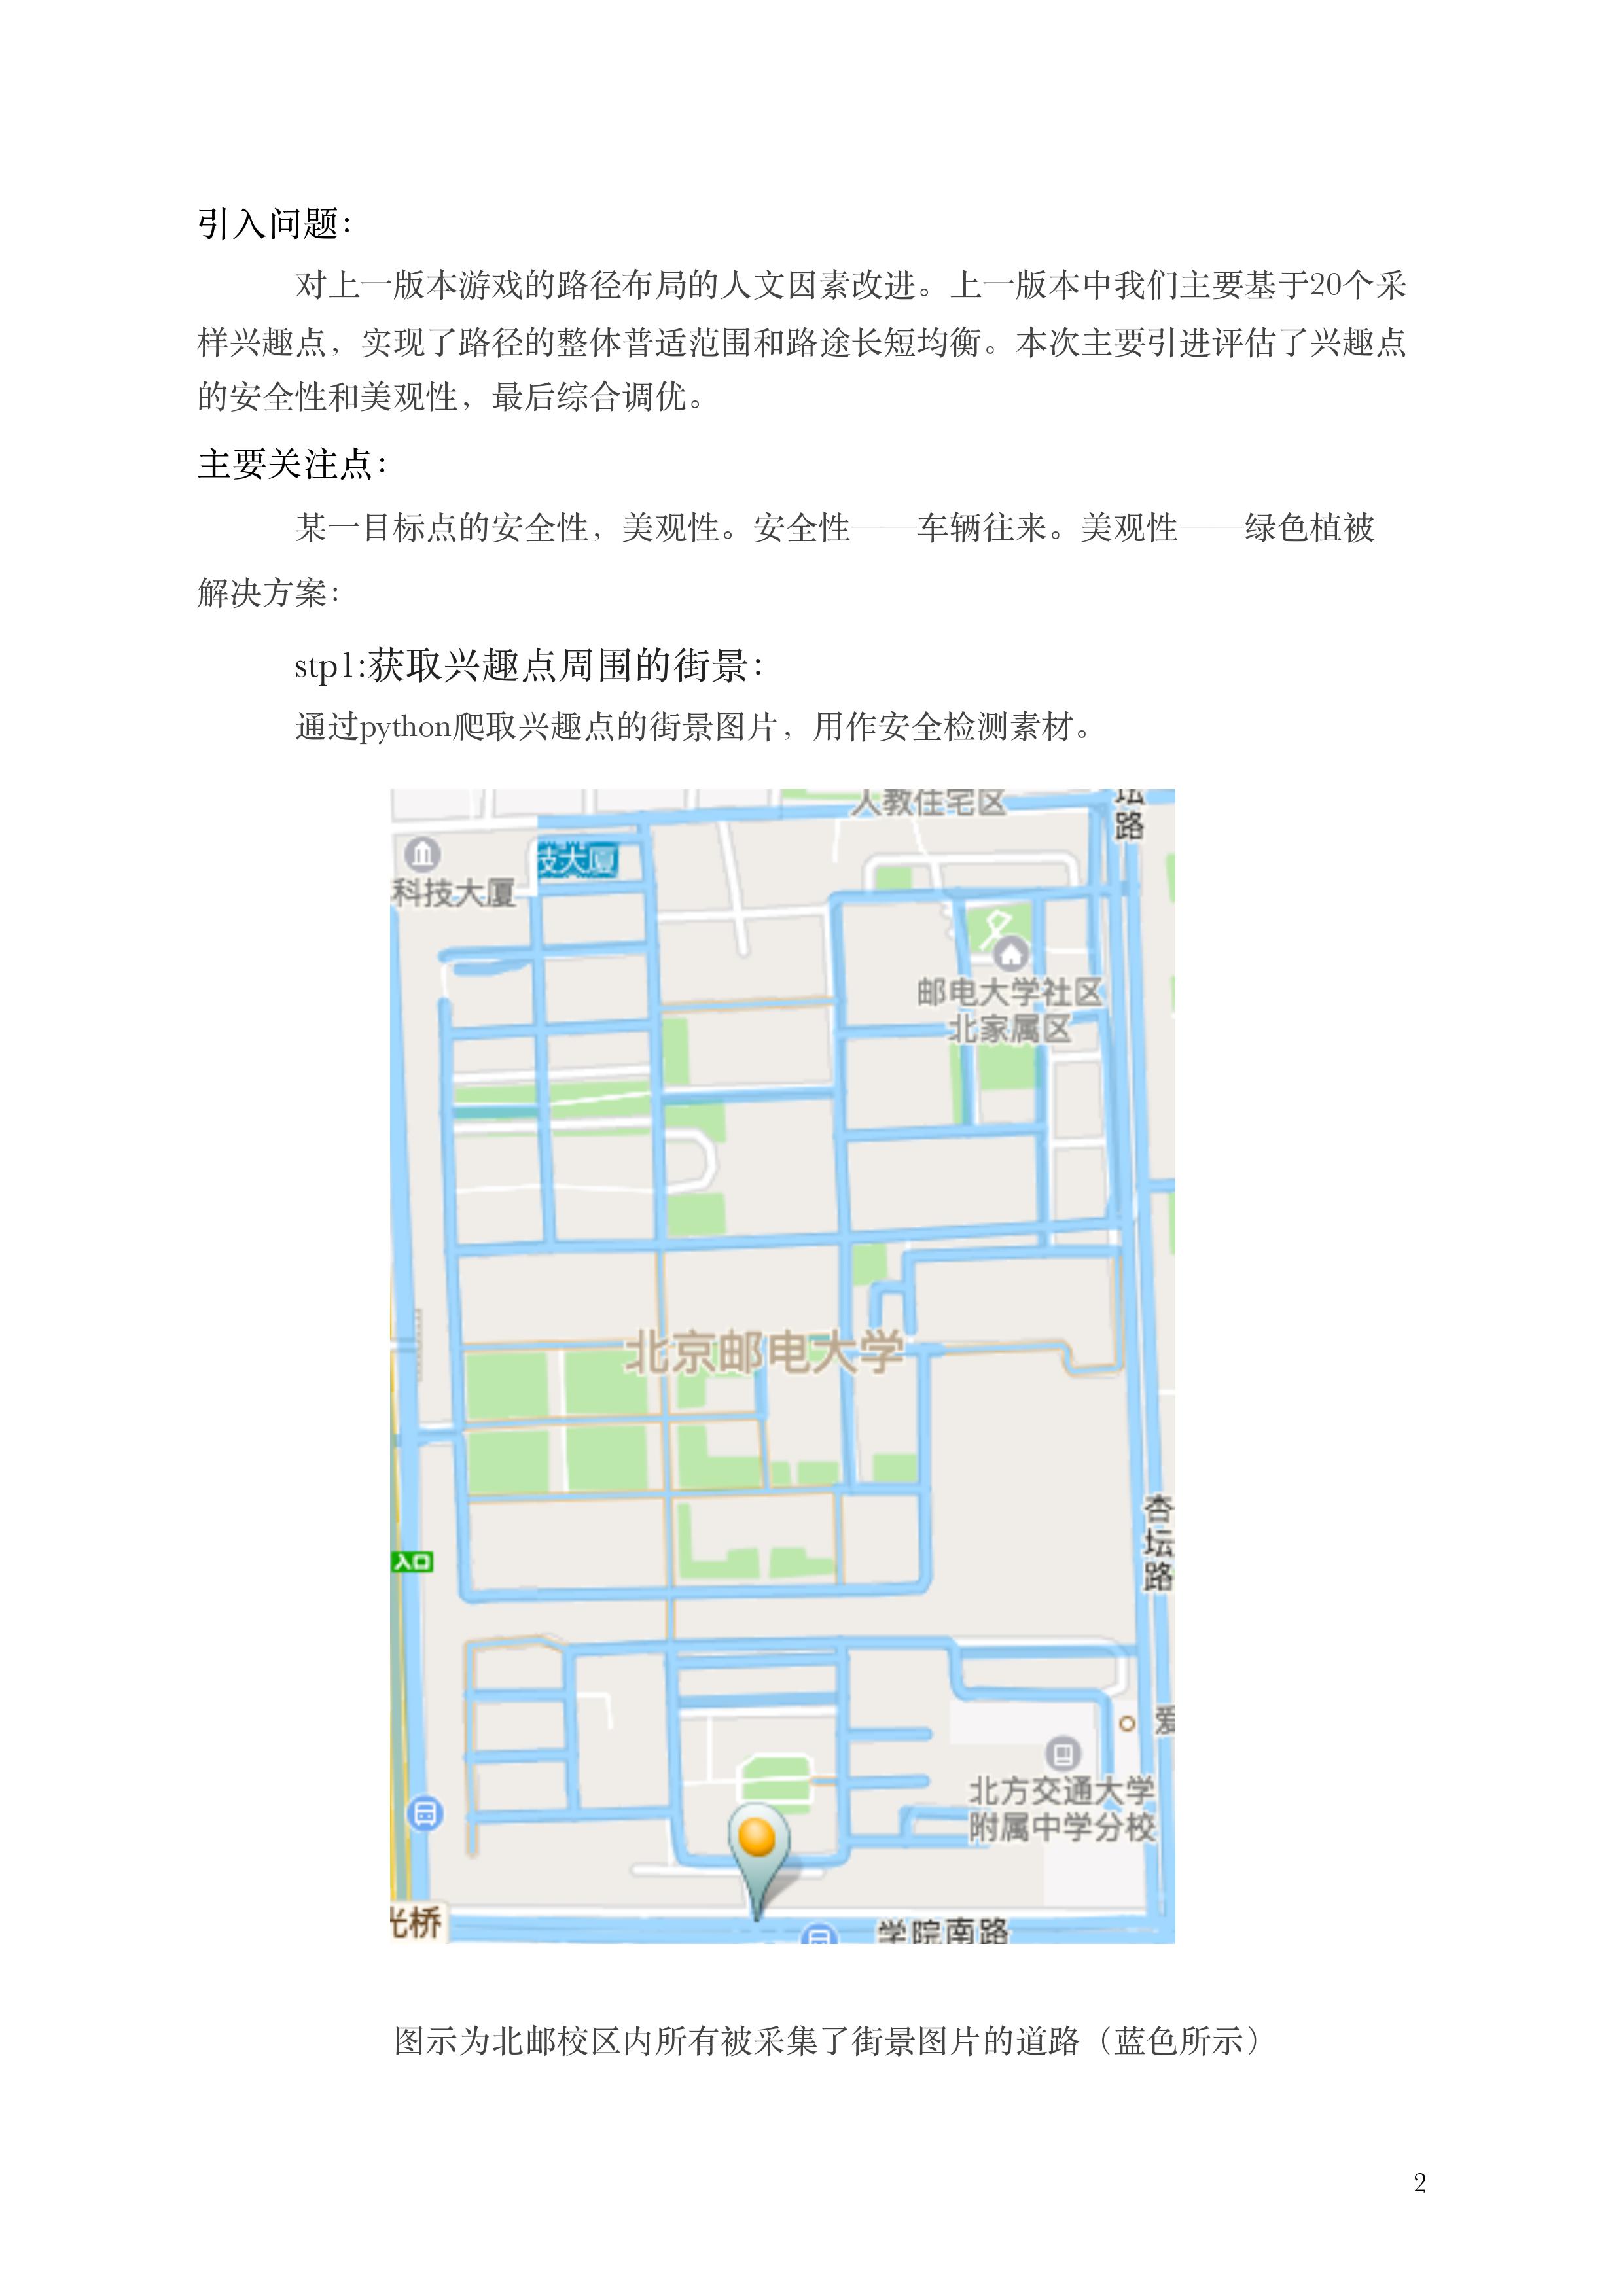 引入问题：
对上一版本游戏的路径布局的人文因素改进。上一版本中我们主要基于20个采
样兴趣点，实现了路径的整体普适范围和路途长短均衡。本次主要引进评估了兴趣点
的安全性和美观性，最后综合调优。
主要关注点：
某一目标点的安全性，美观性。安全性——车辆往来。美观性——绿色植被
解决方案：
stp1:获取兴趣点周围的街景：
通过python爬取兴趣点的街景图片，用作安全检测素材。
人教住宅区
坛路
技大厦
科技大厦
邮电大学社区
北家属区
北京邮电大学
杏坛路
入口
爱
北方交通大学
附属中学分校
光桥
学院南路
图示为北邮校区内所有被采集了街景图片的道路（蓝色所示）
2